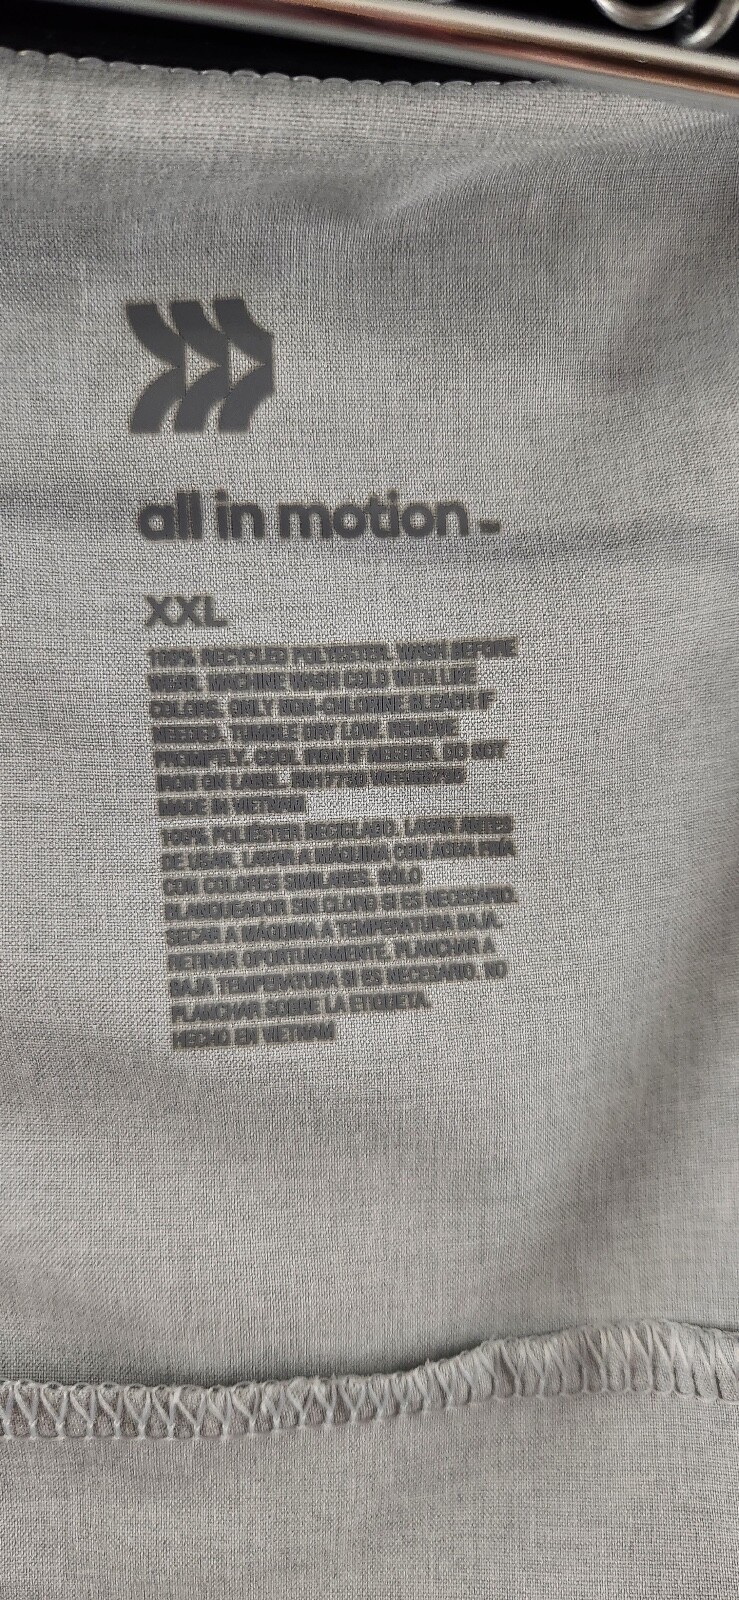 all in motion
XXL
100% RECYCLED POLYESTER. WASH BEFORE
WEAR. MACHINE WASH COLD WITH LIKE
COLORS. ONLY NON-CHLORINE BLEACH IF
NEEDED. TUMBLE DRY LOW. REMOVE
PROMPTLY. COOL IRON IF NEEDED. DO NOT
IRON ON LABEL.
MADE IN VIETNAM
100% POLIÉSTER RECICLADO. LAVAR ANTES
DE USAR. LAVAR A MÁQUINA CON AGUA FRÍA
CON COLORES SIMILARES. SÓLO
BLANQUEADOR SIN CLORO SI ES NECESARIO.
SECAR A MÁQUINA A TEMPERATURA BAJA.
RETIRAR OPORTUNAMENTE. PLANCHAR A
BAJA TEMPERATURA SI ES NECESARIO. NO
PLANCHAR SOBRE LA ETIQUETA.
HECHO EN VIETNAM